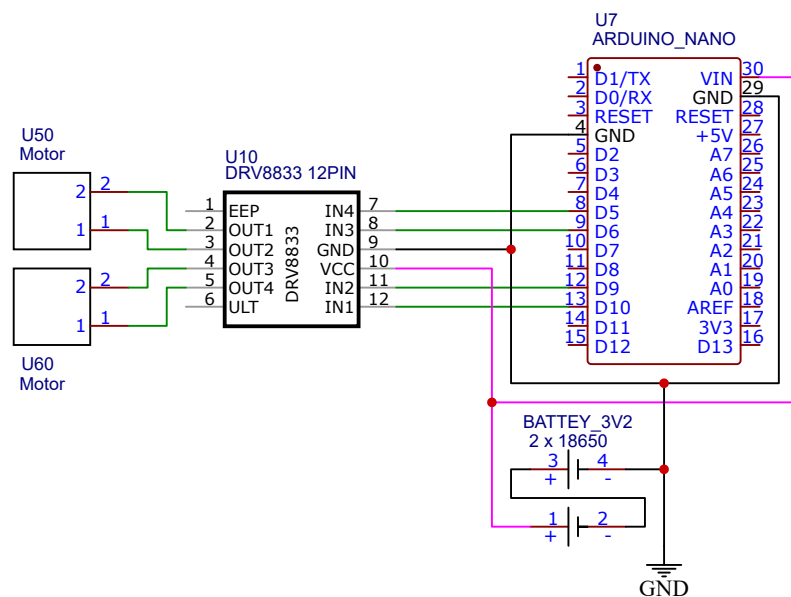 U7
ARDUINO_NANO
1 D1/TX VIN 30
2 D0/RX GND 29
3 RESET RESET 28
4 GND +5V 27
5 D2 A7 26
6 D3 A6 25
7 D4 A5 24
8 D5 A4 23
9 D6 A3 22
10 D7 A2 21
11 D8 A1 20
12 D9 A0 19
13 D10 AREF 18
14 D11 3V3 17
15 D12 D13 16
U50
Motor
2 2
1 1
U10
DRV8833 12PIN
1 EEP IN4 7
2 OUT1 IN3 8
3 OUT2 GND 9
4 OUT3 VCC 10
5 OUT4 IN2 11
6 ULT IN1 12
DRV8833
2 2
1 1
U60
Motor
BATTEY_3V2
2 x 18650
3 4
+ -
1 2
+ -
GND